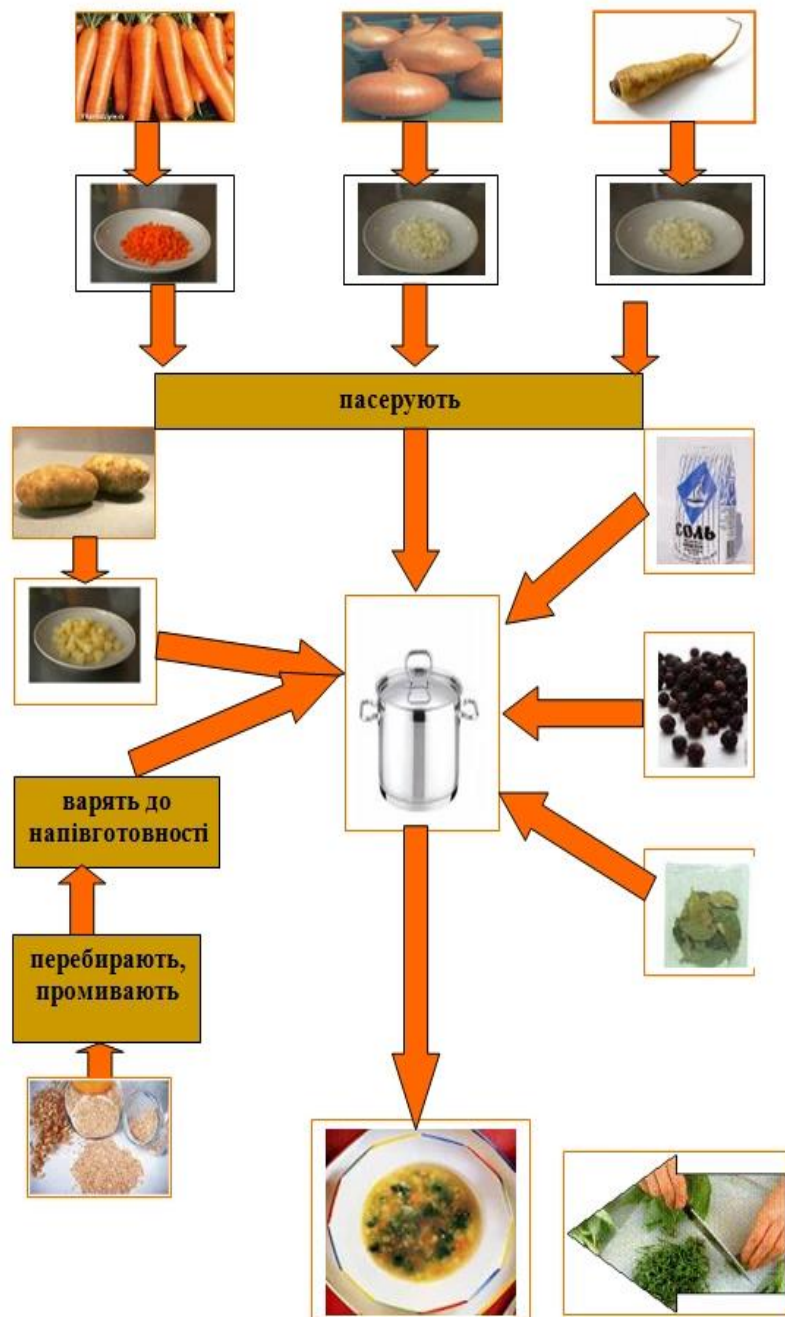 пасерують
СОЛЬ
варять до
напівготовності
перебирають,
промивають